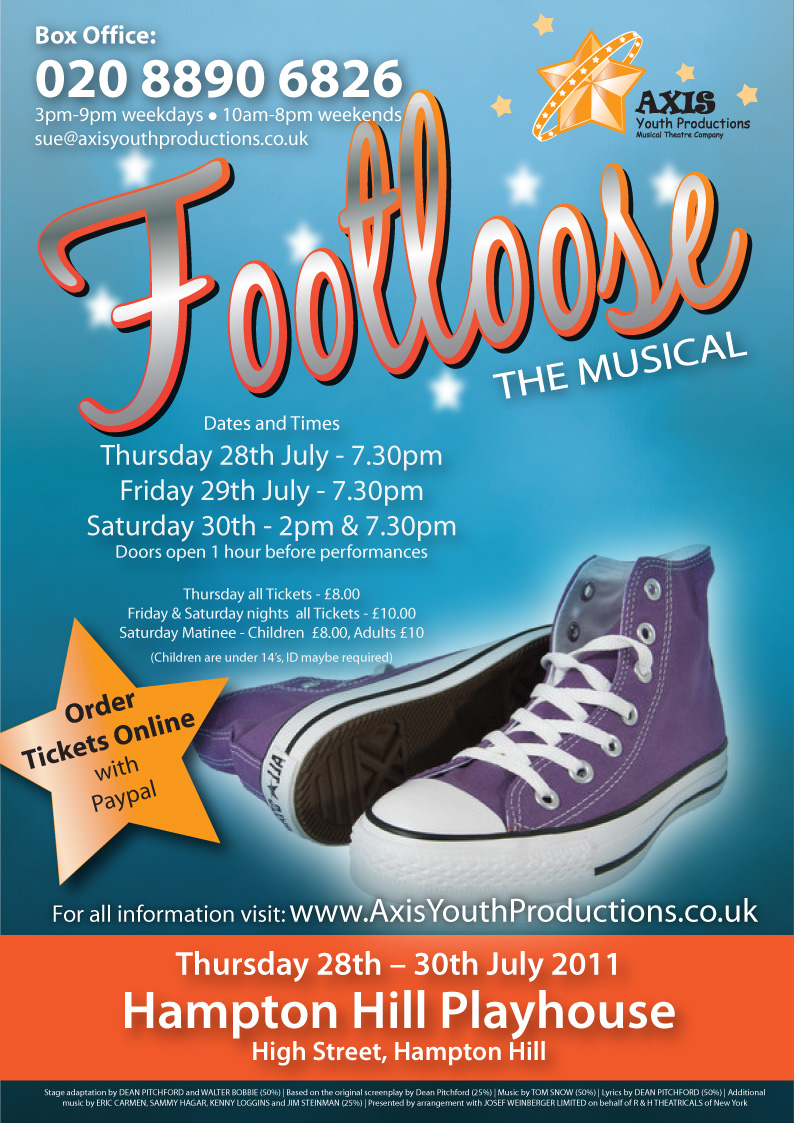 Box Office:
020 8890 6826
3pm-9pm weekdays ● 10am-8pm weekends
sue@axisyouthproductions.co.uk
AXIS
Youth Productions
Musical Theatre Company
Footloose
THE MUSICAL
Dates and Times
Thursday 28th July - 7.30pm
Friday 29th July - 7.30pm
Saturday 30th - 2pm & 7.30pm
Doors open 1 hour before performances
Thursday all Tickets - £8.00
Friday & Saturday nights all Tickets - £10.00
Saturday Matinee - Children £8.00, Adults £10
(Children are under 14's, ID maybe required)
Order
Tickets Online
with
Paypal
ALL
For all information visit: www.AxisYouthProductions.co.uk
Thursday 28th – 30th July 2011
Hampton Hill Playhouse
High Street, Hampton Hill
Stage adaptation by DEAN PITCHFORD and WALTER BOBBIE (50%) | Based on the original screenplay by Dean Pitchford (25%) | Music by TOM SNOW (50%) | Lyrics by DEAN PITCHFORD (50%) | Additional
music by ERIC CARMEN, SAMMY HAGAR, KENNY LOGGINS and JIM STEINMAN (25%) | Presented by arrangement with JOSEF WEINBERGER LIMITED on behalf of R & H THEATRICALS of New York